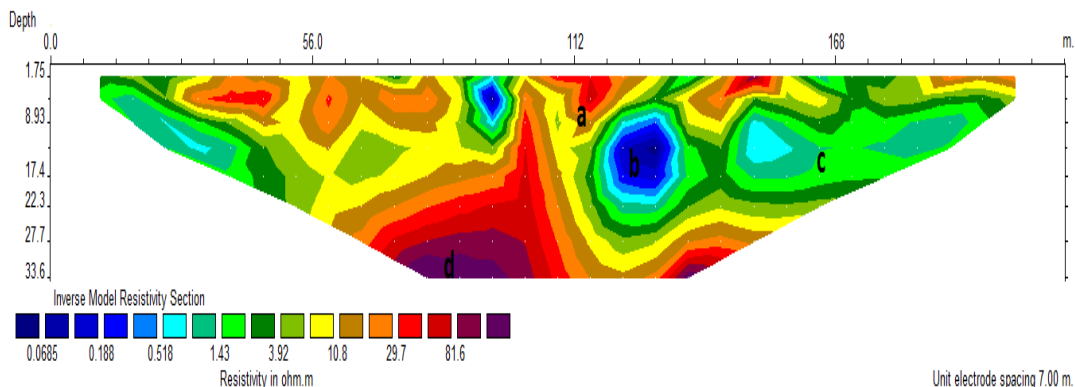 Depth
0.0 56.0 112 168 m.
1.75
8.93
a
b
c
17.4
22.3
27.7
d
33.6
Inverse Model Resistivity Section
0.0685 0.188 0.518 1.43 3.92 10.8 29.7 81.6
Resistivity in ohm.m
Unit electrode spacing 7.00 m.